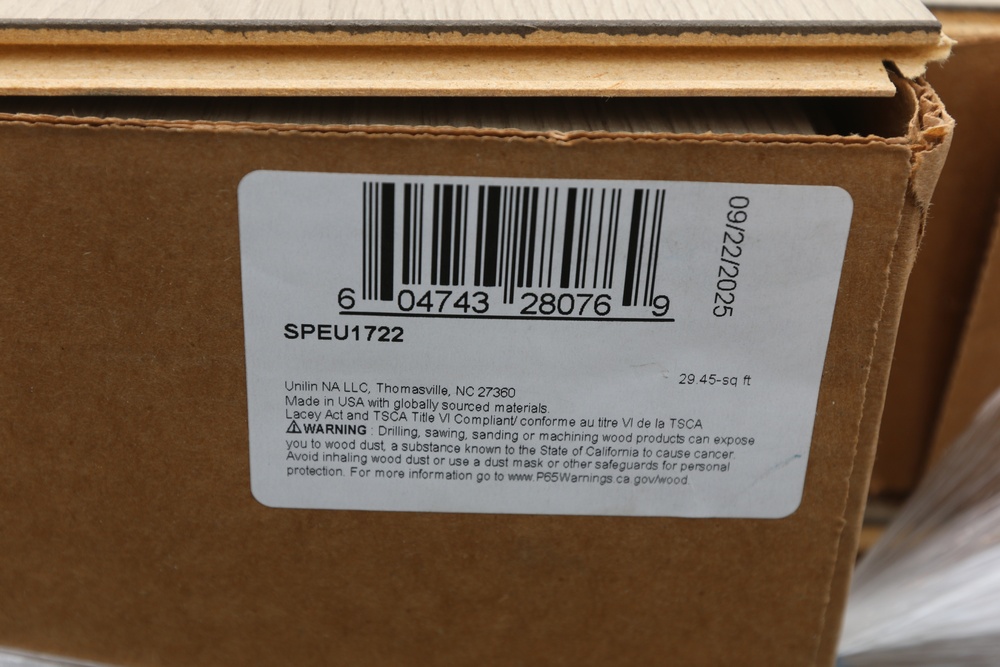 6 04743 28076 9
09/22/2025
SPEU1722
29.45-sq ft
Unilin NA LLC, Thomasville, NC 27360
Made in USA with globally sourced materials.
Lacey Act and TSCA Title VI Compliant/ conforme au titre VI de la TSCA
⚠WARNING : Drilling, sawing, sanding or machining wood products can expose
you to wood dust, a substance known to the State of California to cause cancer.
Avoid inhaling wood dust or use a dust mask or other safeguards for personal
protection. For more information go to www.P65Warnings.ca.gov/wood.